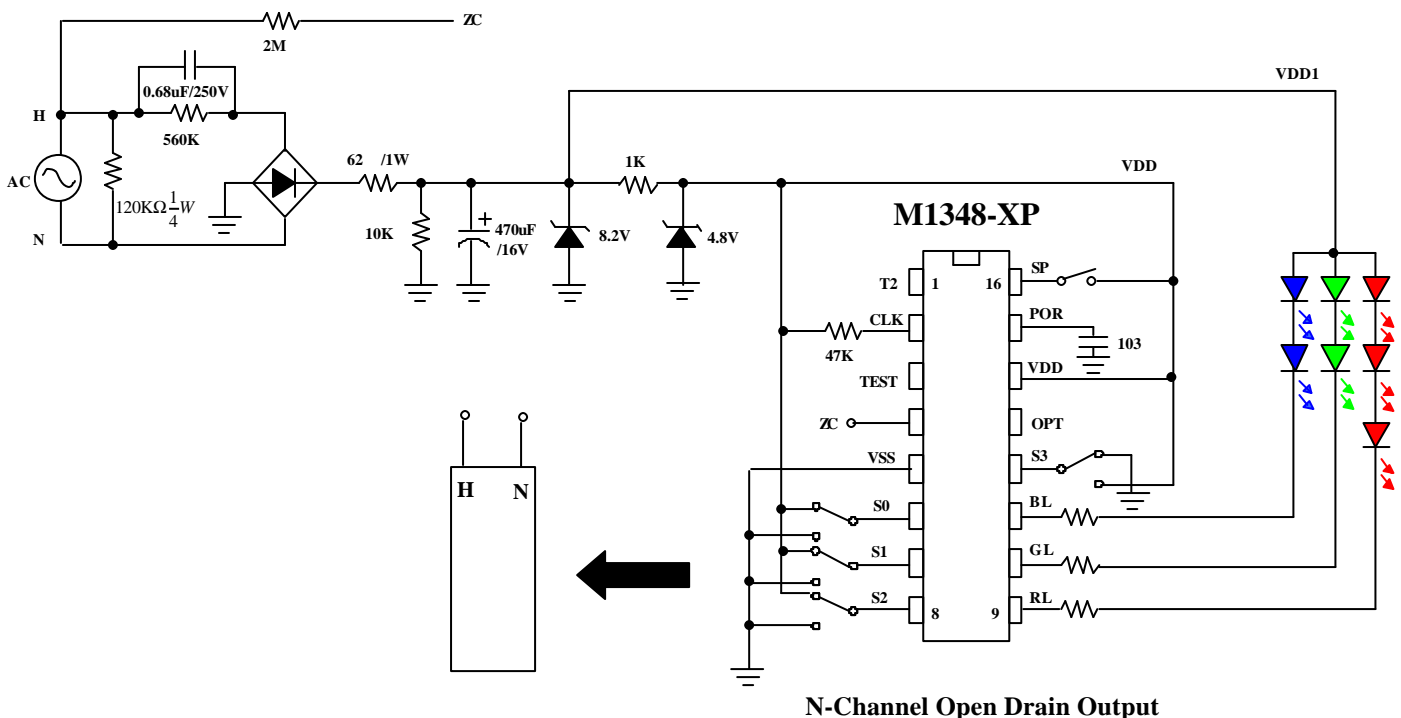 ZC
2M
0.68uF/250V
VDD1
H
560K
AC
62 /1W
1K
VDD
120KΩ 1/4 W
N
10K
470uF
/16V
8.2V
4.8V
M1348-XP
T2
1
16
SP
CLK
POR
47K
103
TEST
VDD
ZC
OPT
VSS
S3
H
N
S0
BL
S1
GL
S2
8
9
RL
N-Channel Open Drain Output